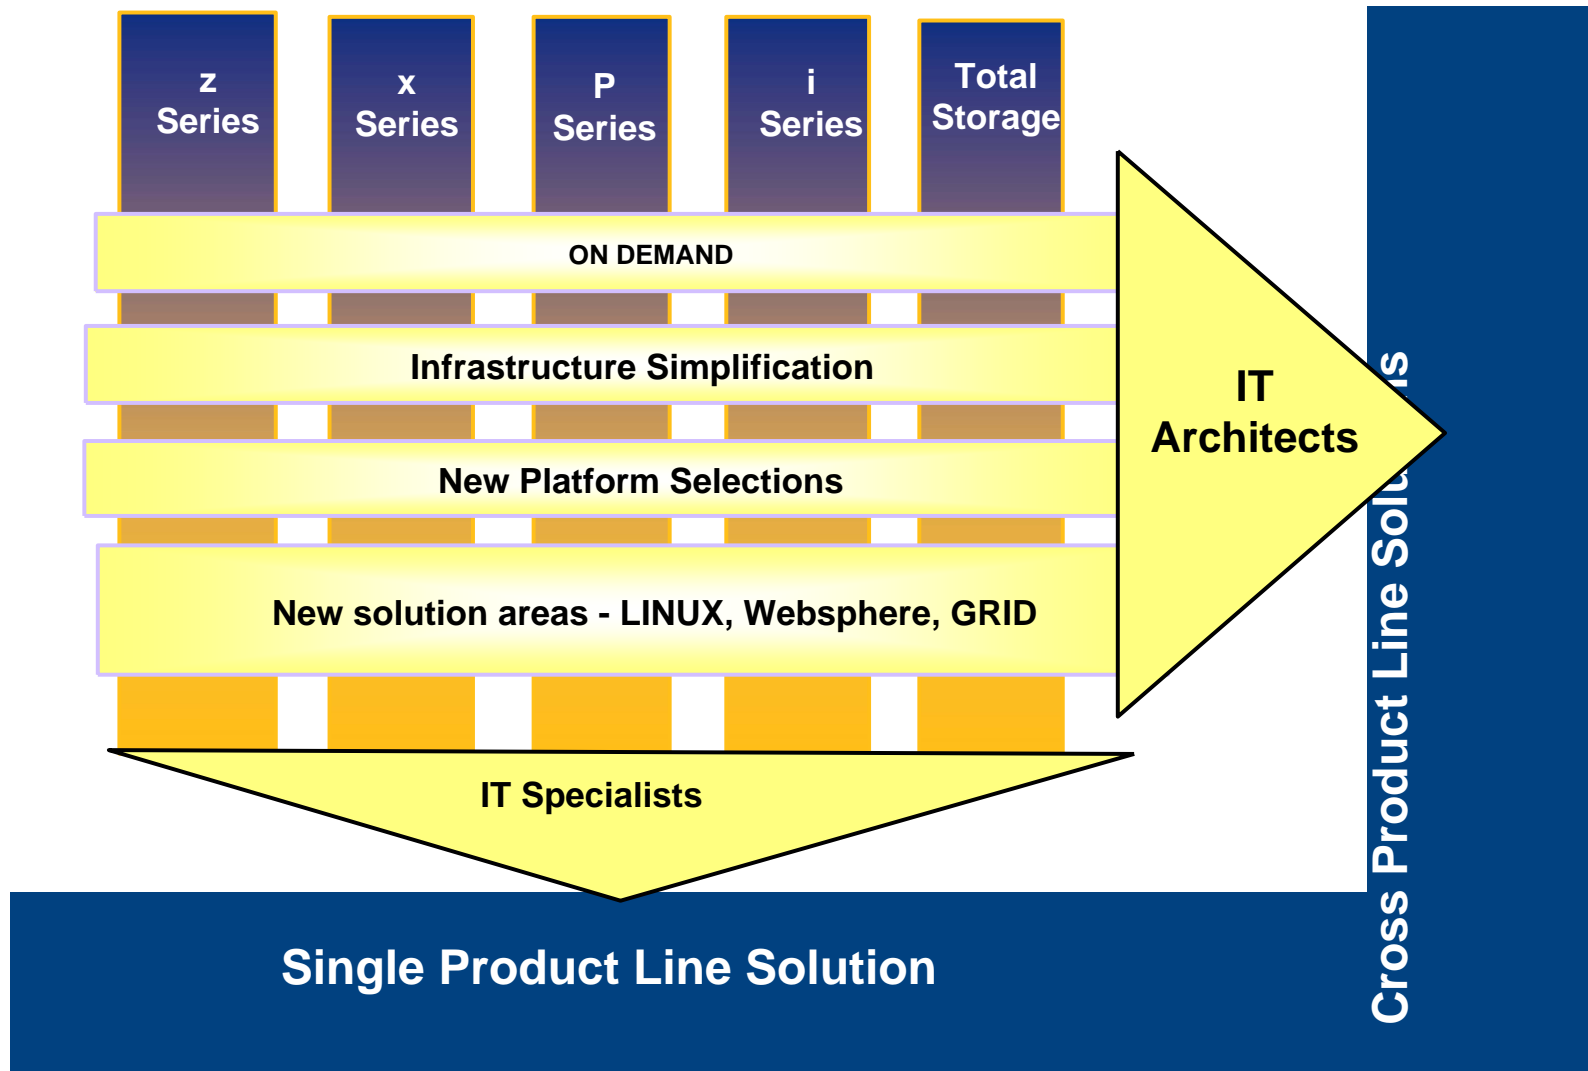 z
Series
x
Series
P
Series
i
Series
Total
Storage
ON DEMAND
Infrastructure Simplification
New Platform Selections
New solution areas - LINUX, Websphere, GRID
IT
Architects
IT Specialists
Single Product Line Solution
Cross Product Line